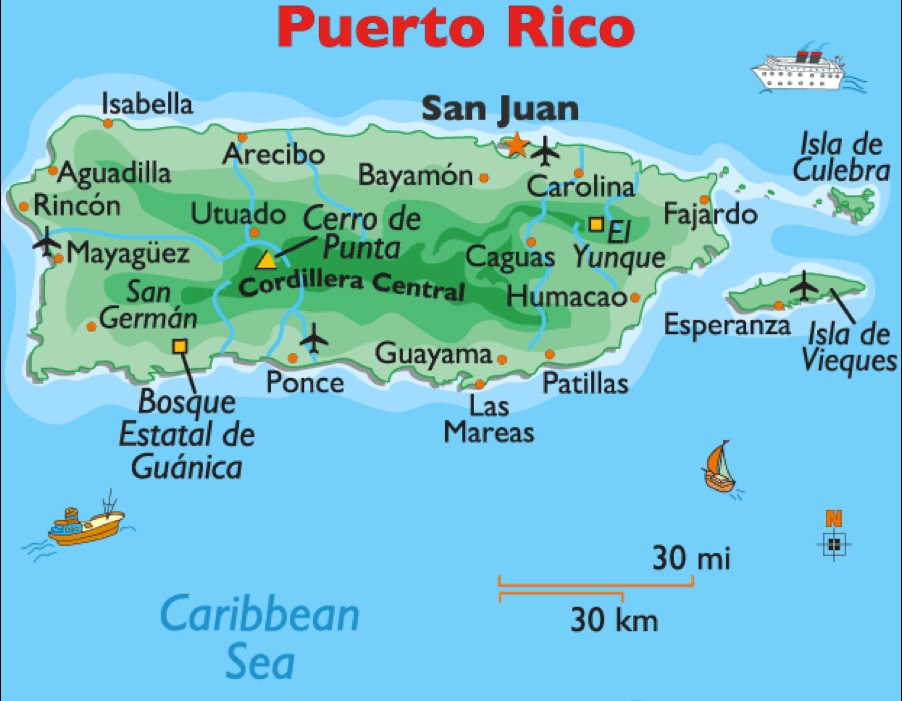 Puerto Rico
Isabella
San Juan
Isla de
Culebra
Arecibo
Aguadilla
Bayamón
Carolina
Rincón
Utuado
Cerro de
Punta
Fajardo
El
Yunque
Mayagüez
Caguas
Cordillera Central
San
Germán
Humacao
Esperanza
Isla de
Vieques
Guayama
Ponce
Patillas
Bosque
Estatal de
Guánica
Las
Mareas
N
30 mi
30 km
Caribbean
Sea